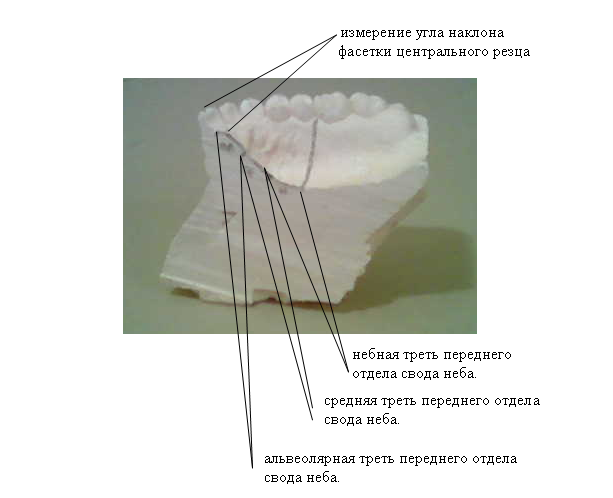 измерение угла наклона
фасетки центрального резца
небная треть переднего
отдела свода неба.
средняя треть переднего отдела
свода неба.
альвеолярная треть переднего отдела
свода неба.